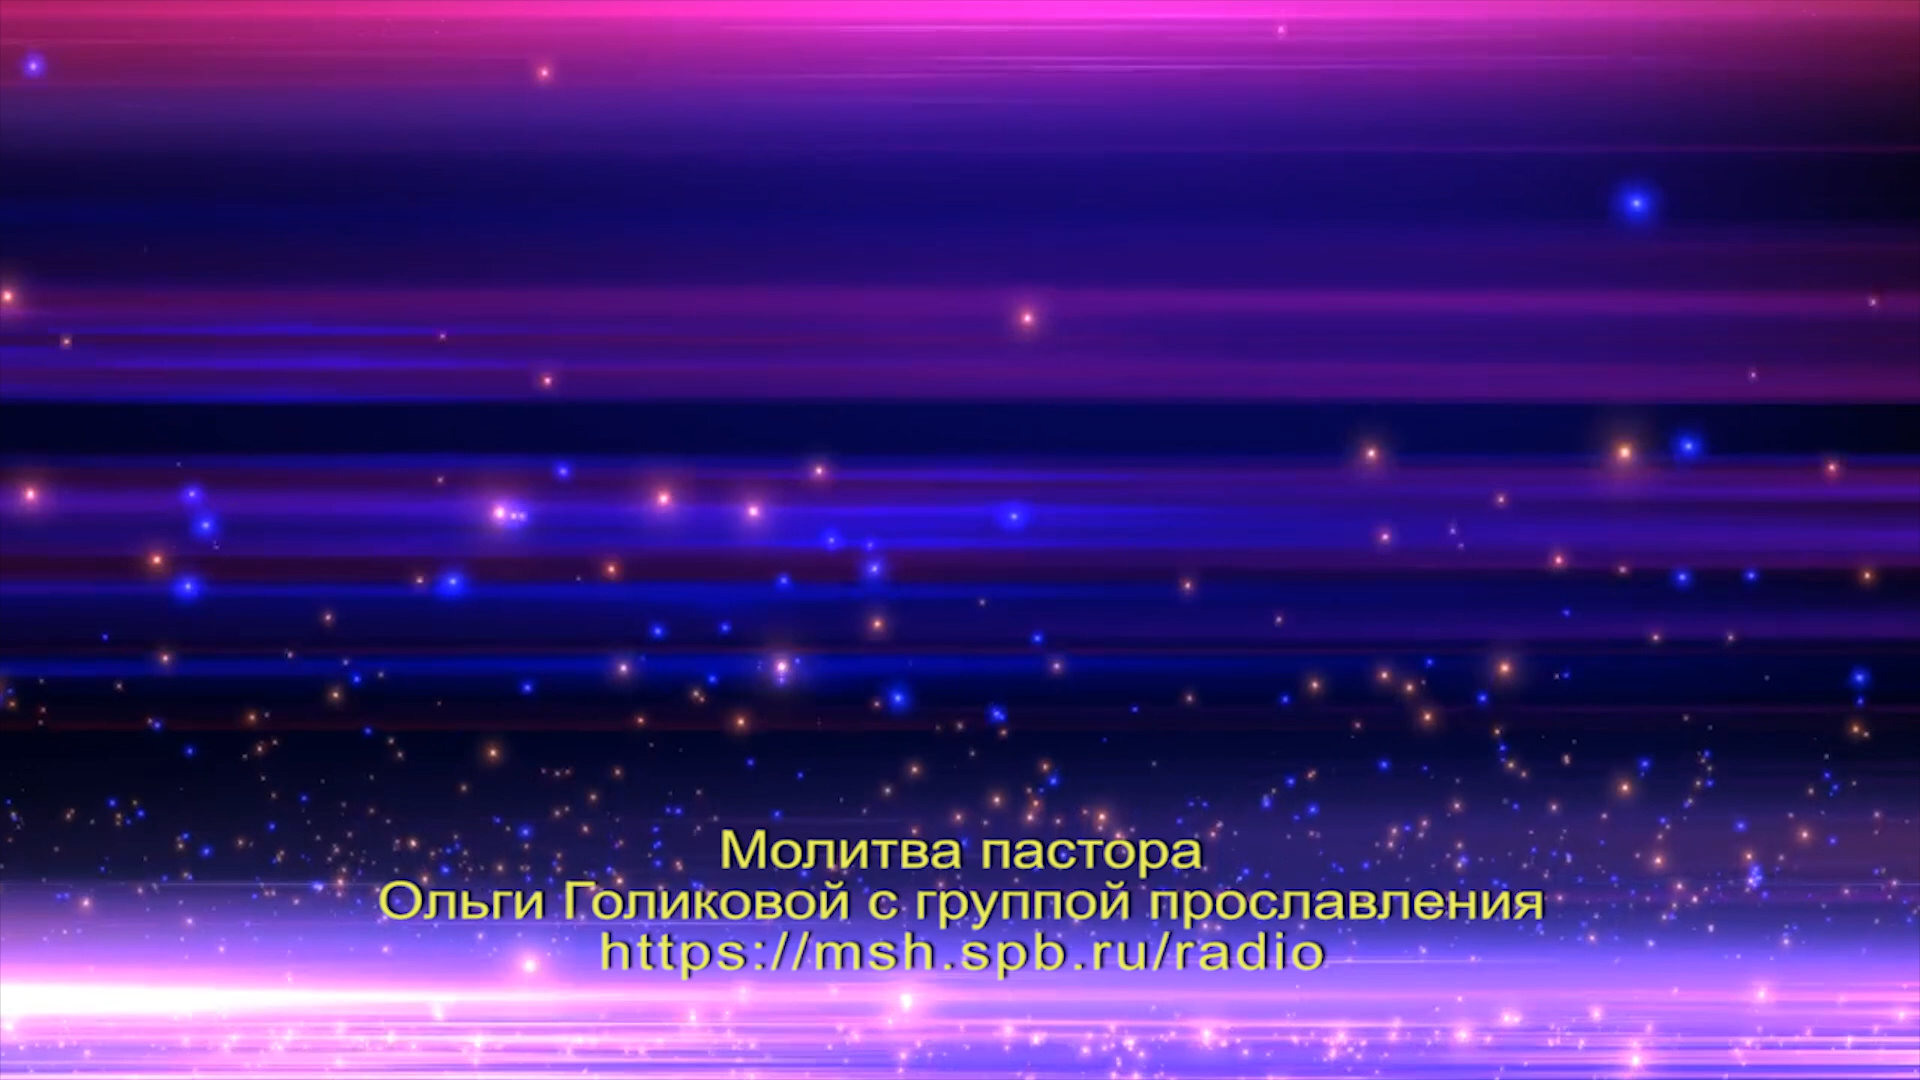 Молитва пастора
Ольги Голиковой с группой прославления
https://msh.spb.ru/radio